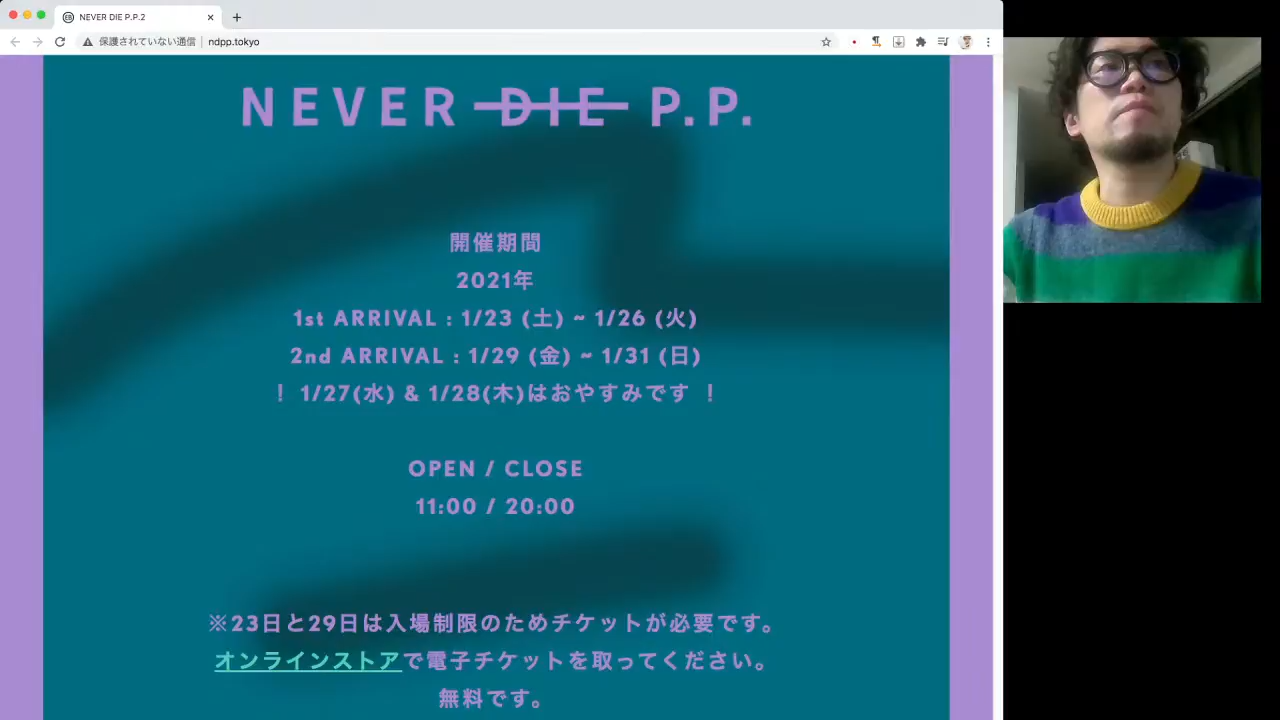 NEVER DIE P.P.2
保護されていない通信 | ndpp.tokyo
NEVER DIE P.P.
開催期間
2021年
1st ARRIVAL : 1/23 (土) ~ 1/26 (火)
2nd ARRIVAL : 1/29 (金) ~ 1/31 (日)
! 1/27(水) & 1/28(木)はおやすみです !
OPEN / CLOSE
11:00 / 20:00
※23日と29日は入場制限のためチケットが必要です。
オンラインストアで電子チケットを取ってください。
無料です。